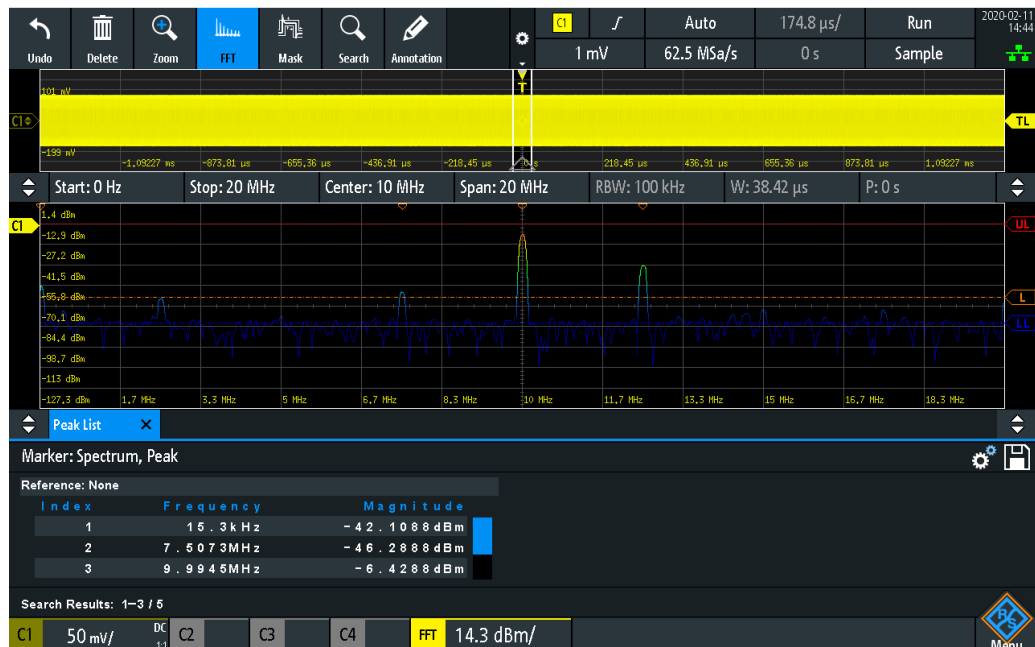 Undo Delete Zoom FFT Mask Search Annotation
C1 Auto 174.8 µs/ Run
1 mV 62.5 MSa/s 0 s Sample
2020-02-11
14:44
101 mV
T
C1
TL
-199 mV
-1.09227 ms -873.81 µs -655.36 µs -436.91 µs -218.45 µs 0 s 218.45 µs 436.91 µs 655.36 µs 873.81 µs 1.09227 ms
Start: 0 Hz Stop: 20 MHz Center: 10 MHz Span: 20 MHz RBW: 100 kHz W: 38.42 µs P: 0 s
1.4 dBm
C1
UL
-12.9 dBm
-27.2 dBm
-41.5 dBm
-55.8 dBm
L
-70.1 dBm
LL
-84.4 dBm
-98.7 dBm
-113 dBm
-127.3 dBm 1.7 MHz 3.3 MHz 5 MHz 6.7 MHz 8.3 MHz 10 MHz 11.7 MHz 13.3 MHz 15 MHz 16.7 MHz 18.3 MHz
Peak List
Marker: Spectrum, Peak
Reference: None
Index Frequency Magnitude
1 15.3kHz -42.1088dBm
2 7.5073MHz -46.2888dBm
3 9.9945MHz -6.4288dBm
Search Results: 1-3 / 5
C1 50 mV/ DC 1:1 C2 C3 C4 FFT 14.3 dBm/
R&S
Menu